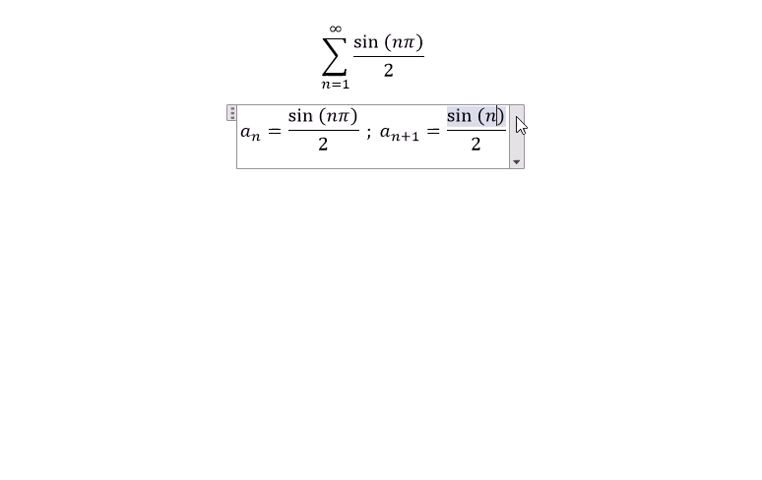 ∑_{n=1}^{∞} sin (nπ)/2
a_n = sin (nπ)/2 ; a_{n+1} = sin (n)/2